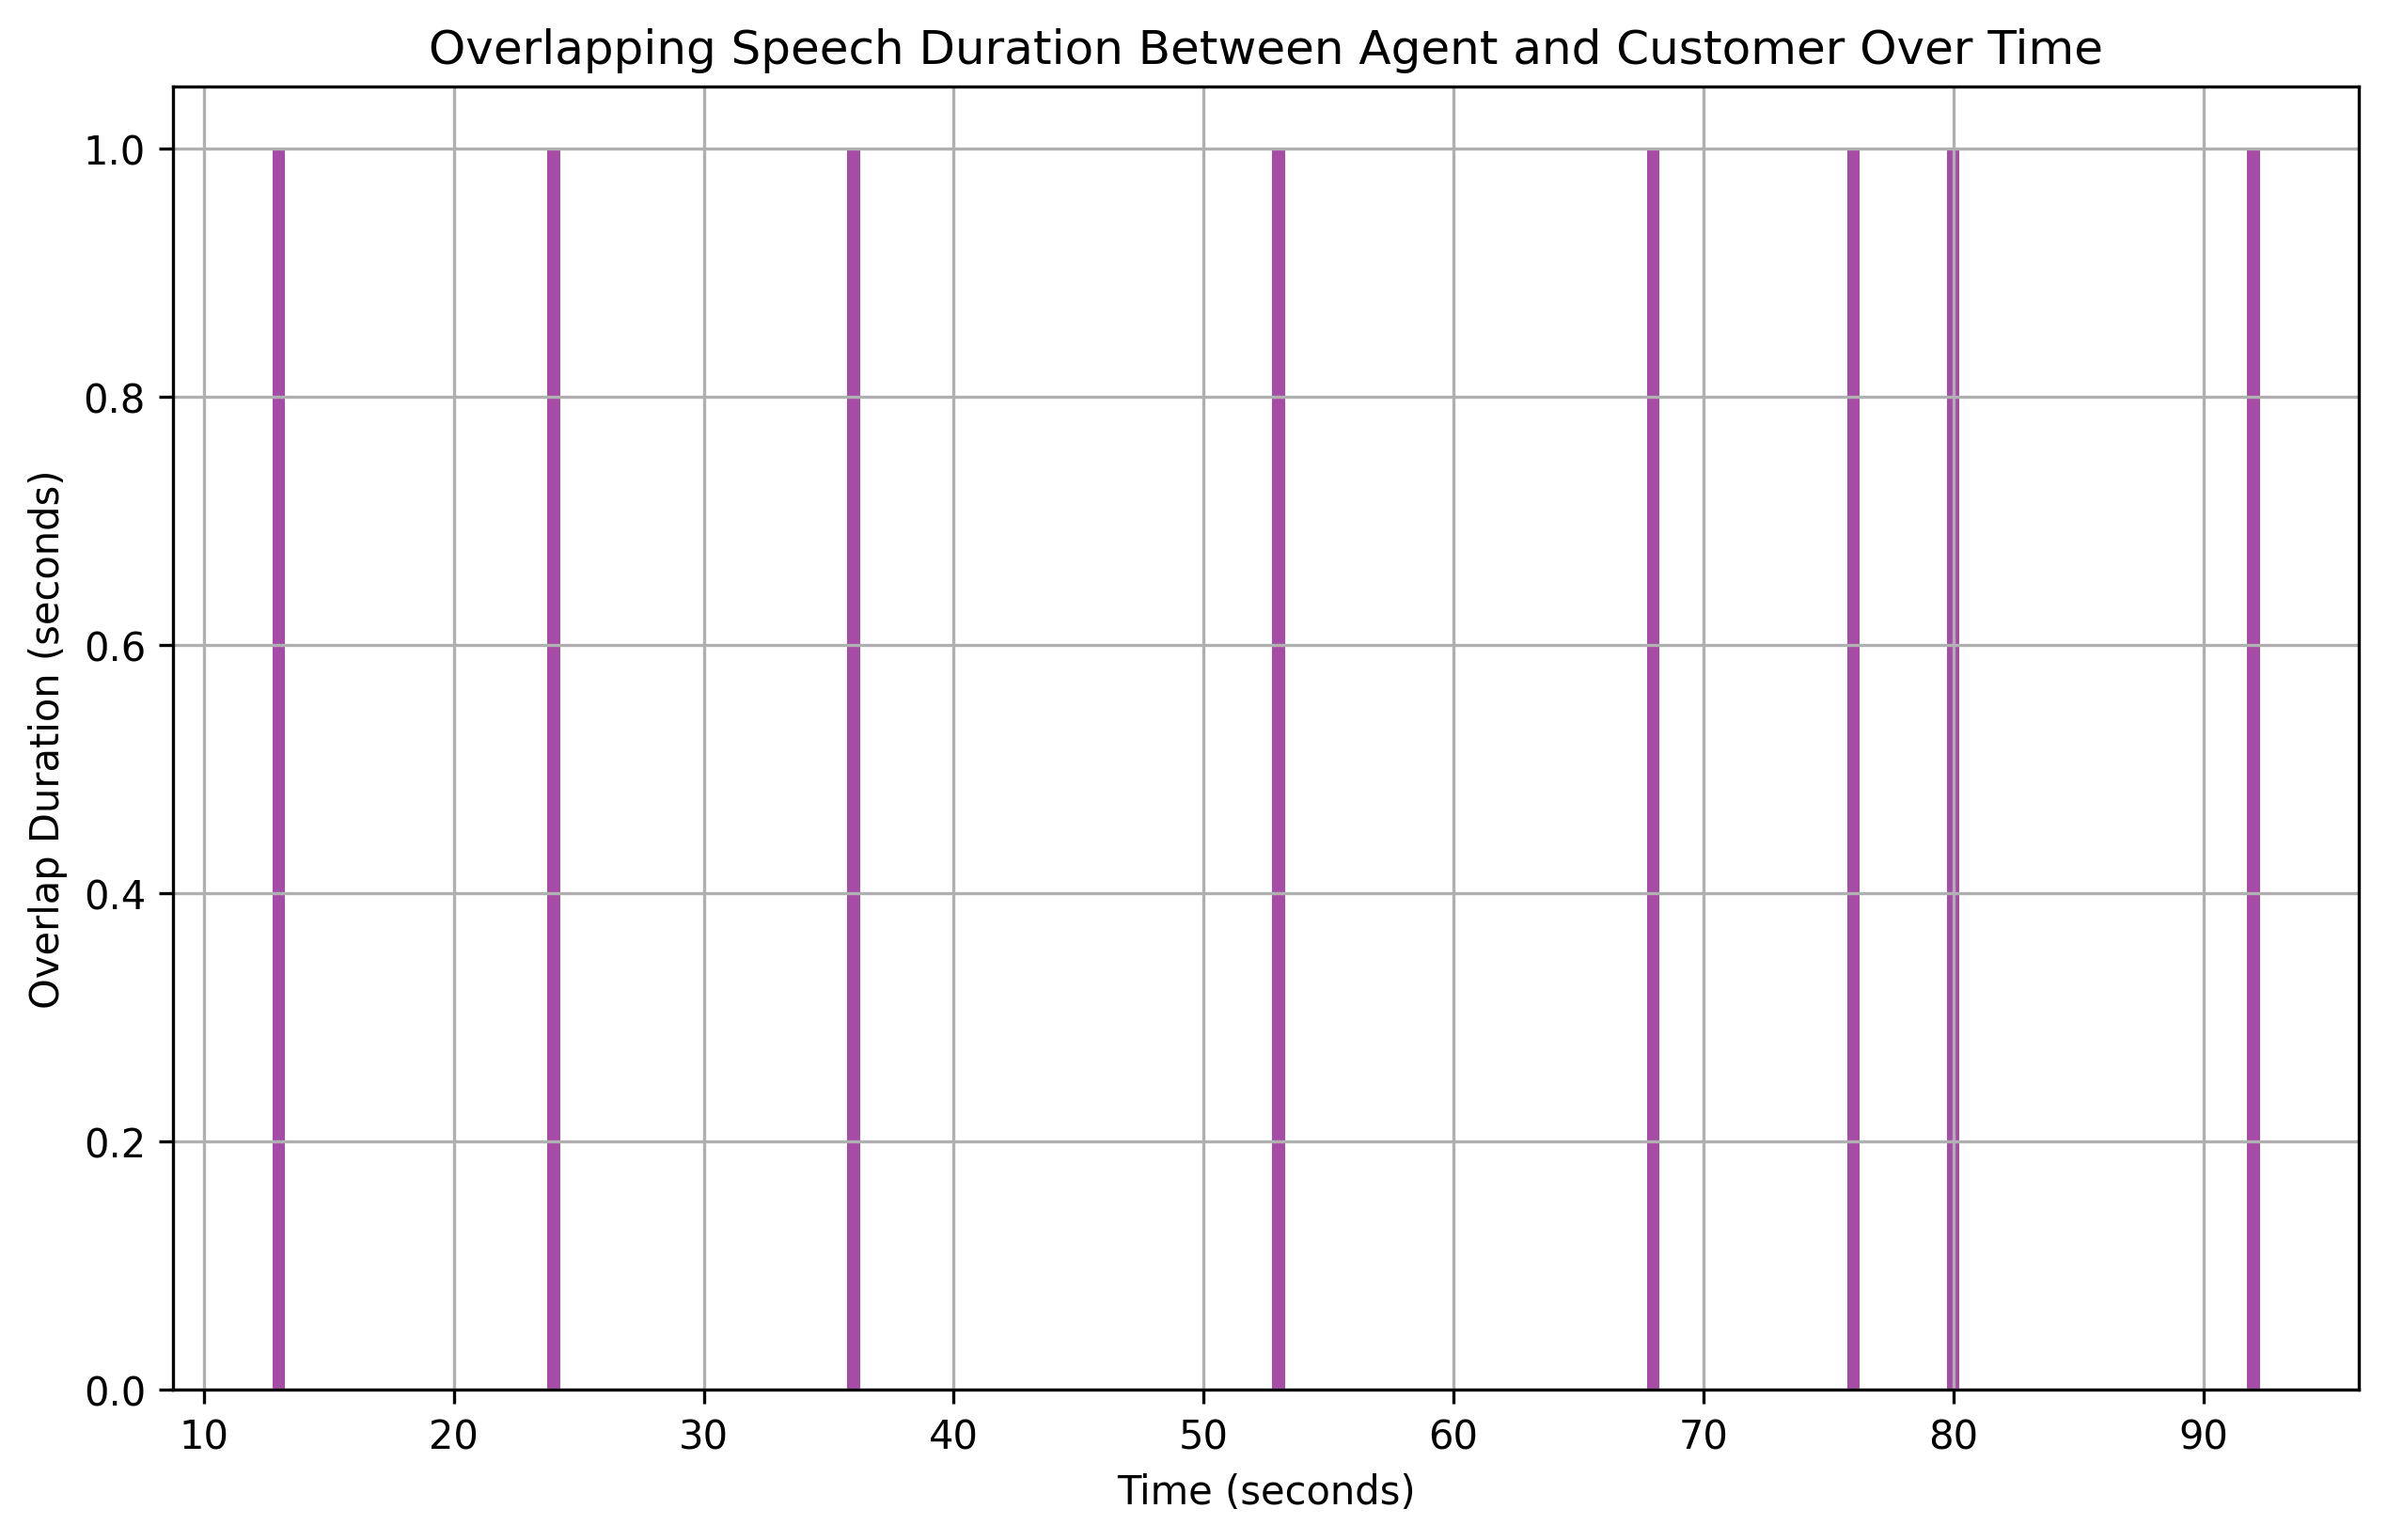 Overlapping Speech Duration Between Agent and Customer Over Time
Overlap Duration (seconds)
1.0
0.8
0.6
0.4
0.2
0.0
10 20 30 40 50 60 70 80 90
Time (seconds)